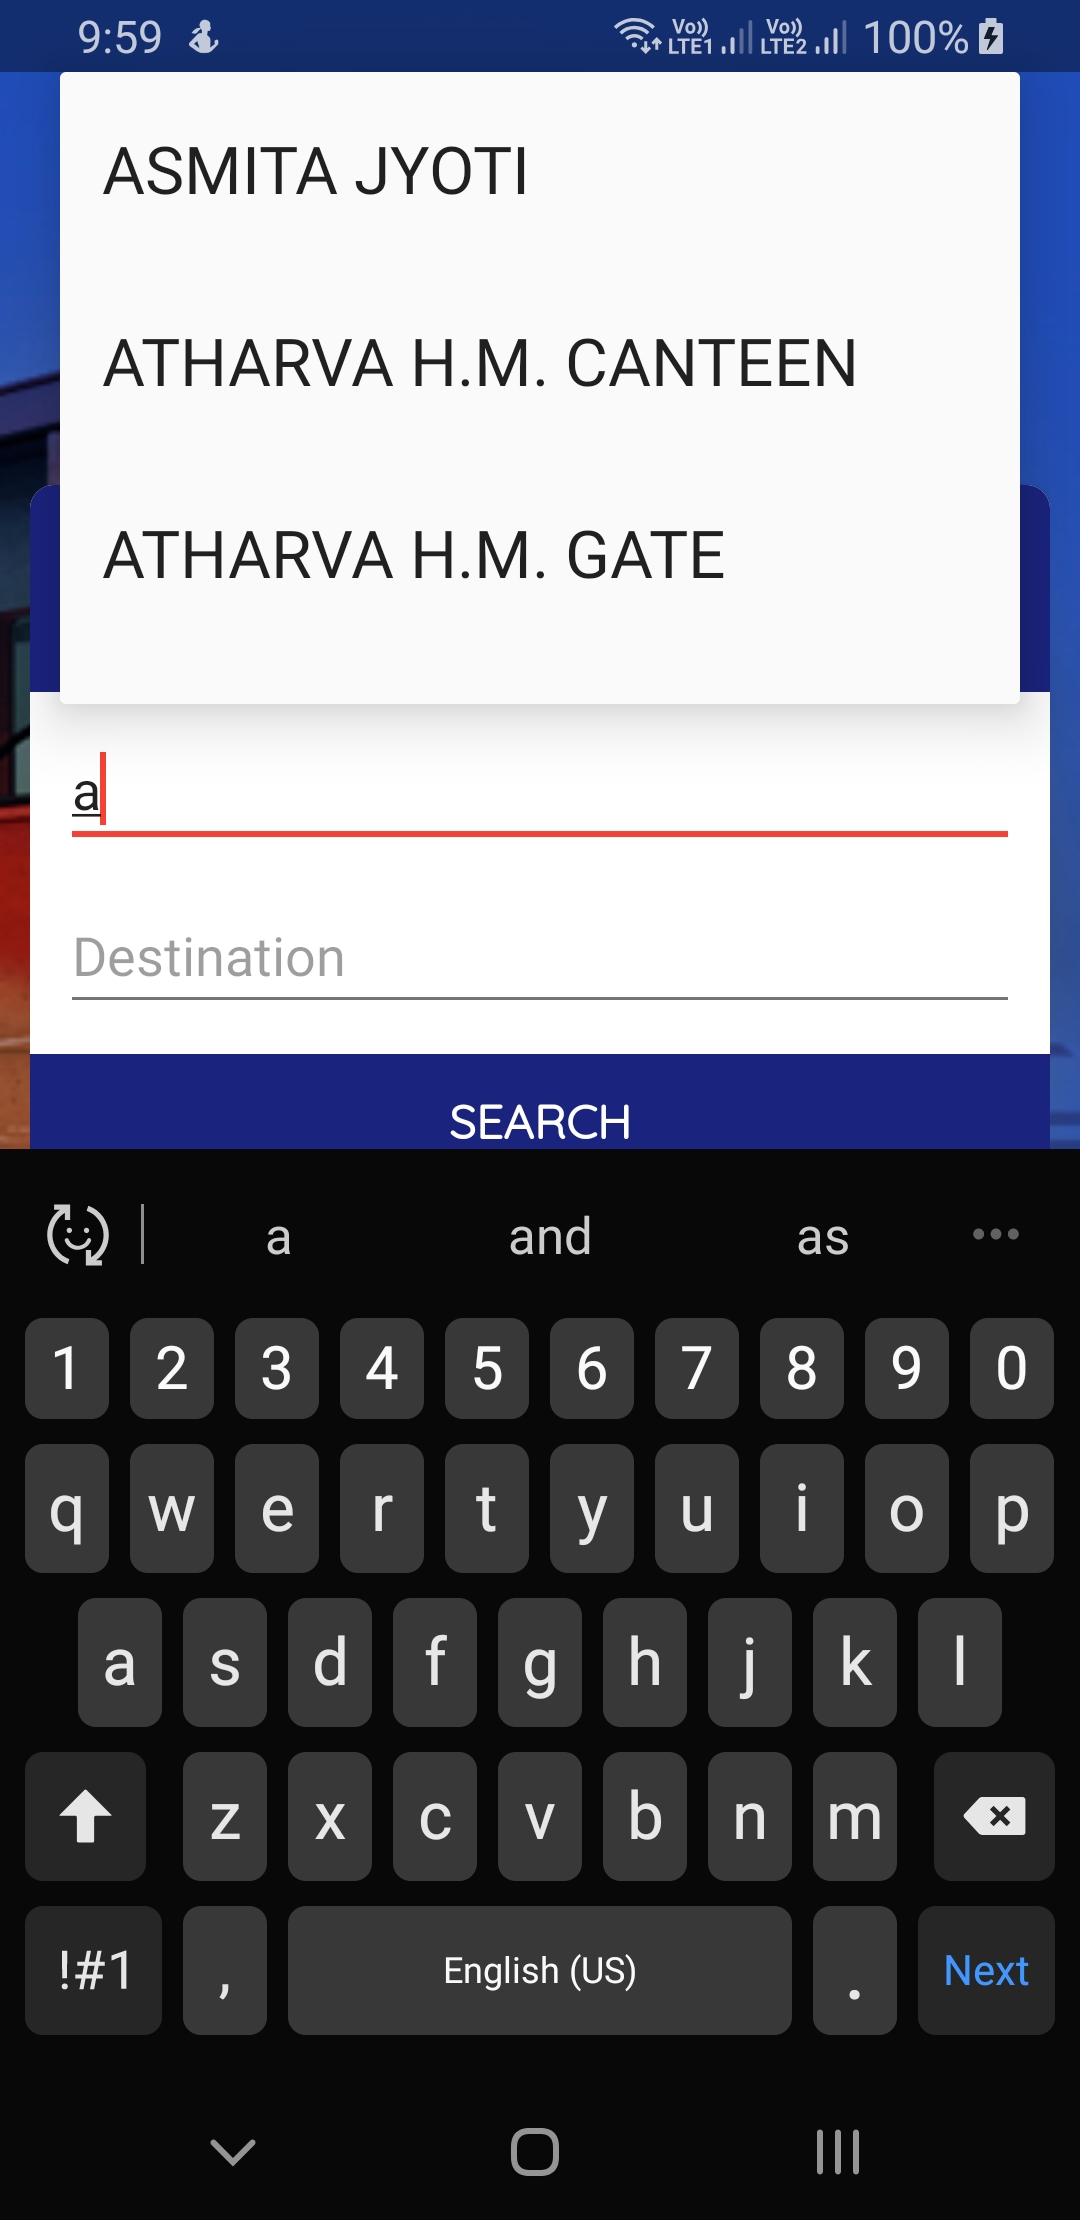 9:59 Vo)) LTE1 Vo)) LTE2 100%
ASMITA JYOTI
ATHARVA H.M. CANTEEN
ATHARVA H.M. GATE
a
Destination
SEARCH
a and as
1 2 3 4 5 6 7 8 9 0
q w e r t y u i o p
a s d f g h j k l
z x c v b n m
!#1 , English (US) . Next